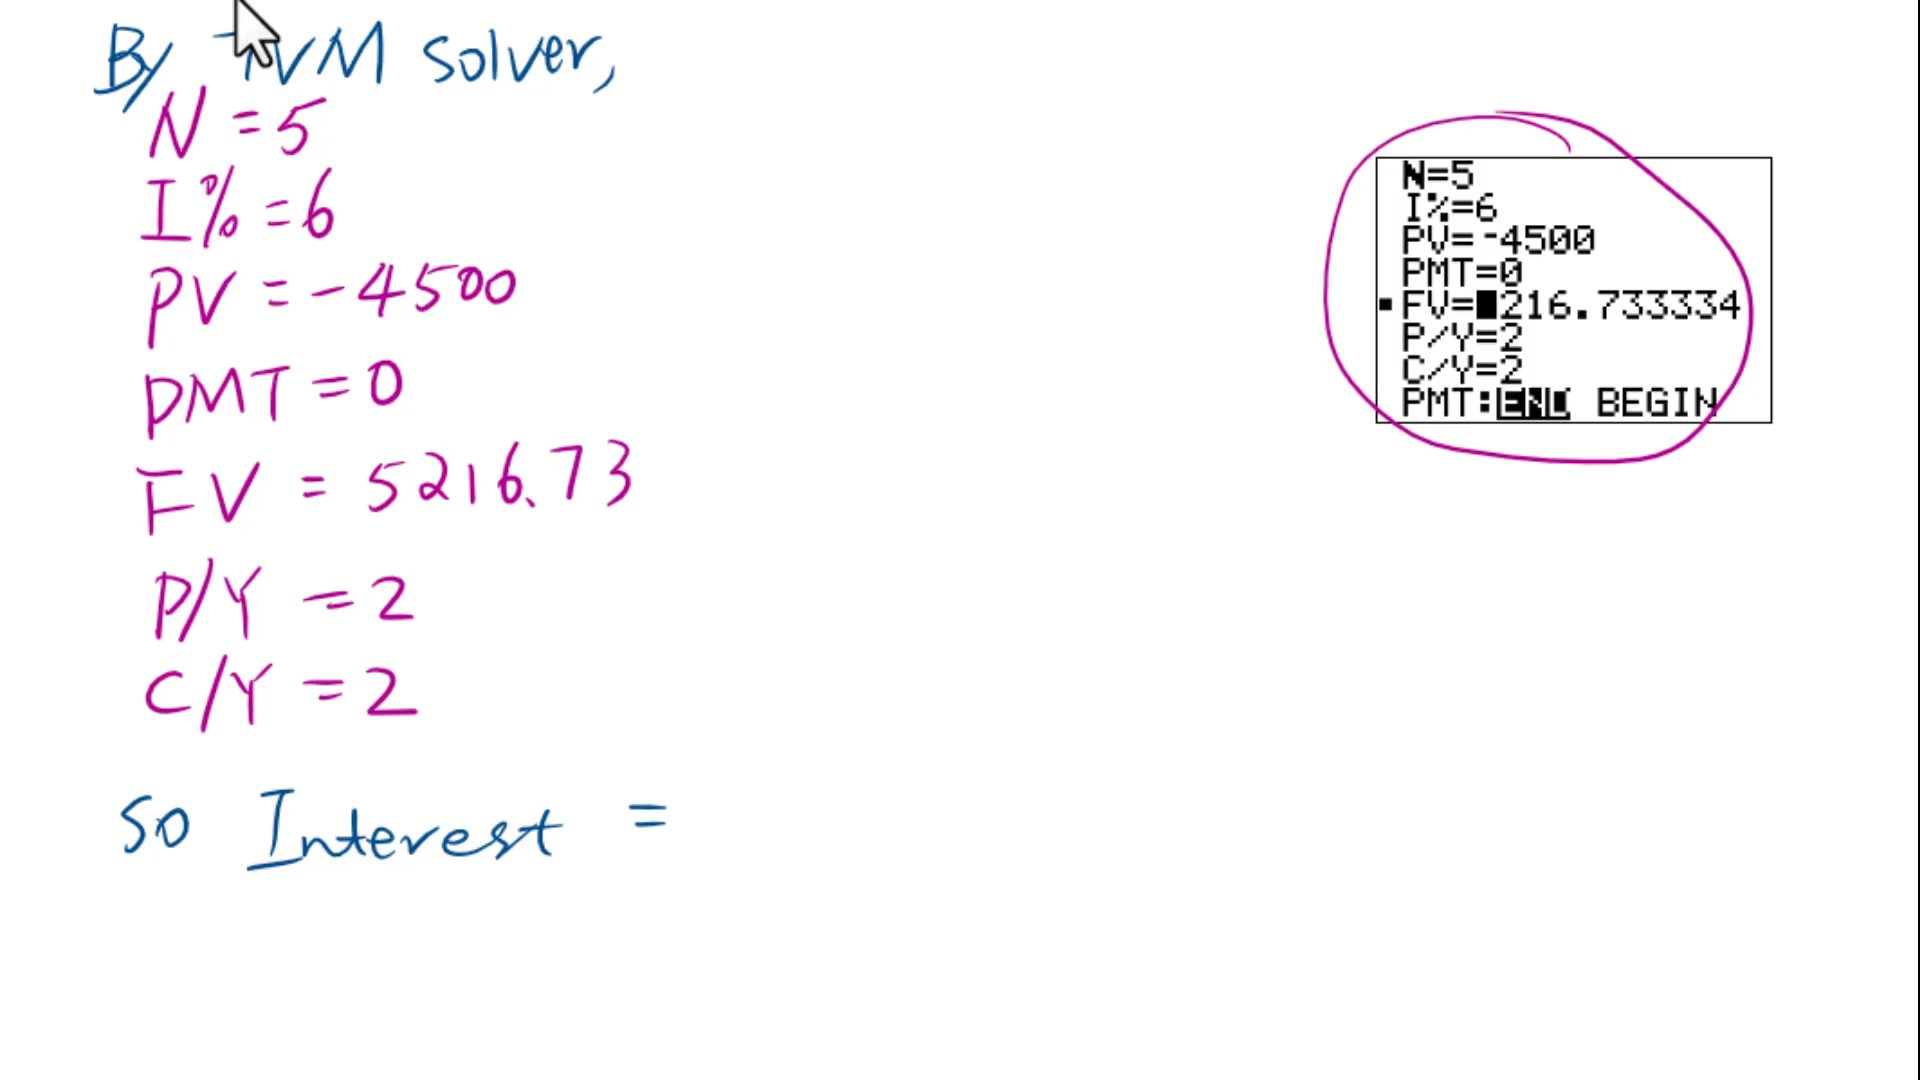 By TVM solver,
N = 5
I% = 6
PV = -4500
PMT = 0
FV = 5216.73
P/Y = 2
C/Y = 2
so Interest =
N=5
I%=6
PV=-4500
PMT=0
FV=█216.733334
P/Y=2
C/Y=2
PMT:END BEGIN